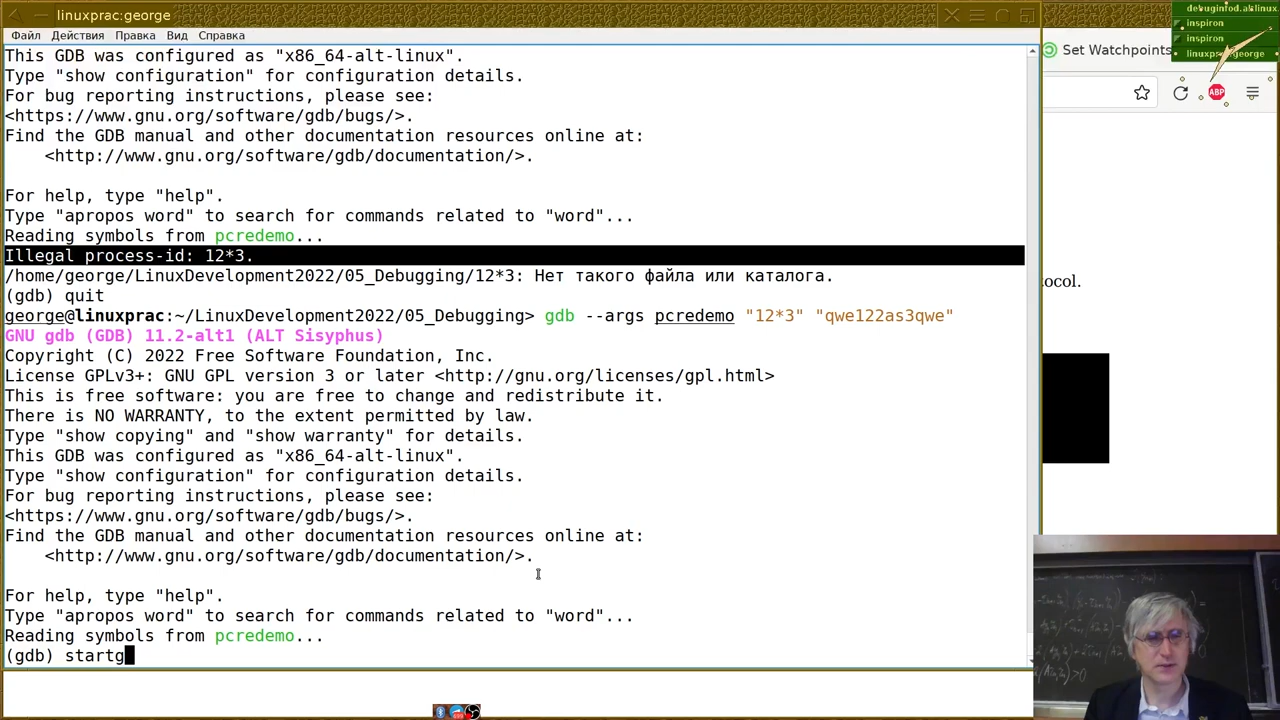 linuxprac:george
Файл Действия Правка Вид Справка
This GDB was configured as "x86_64-alt-linux".
Type "show configuration" for configuration details.
For bug reporting instructions, please see:
<https://www.gnu.org/software/gdb/bugs/>.
Find the GDB manual and other documentation resources online at:
<http://www.gnu.org/software/gdb/documentation/>.
For help, type "help".
Type "apropos word" to search for commands related to "word"...
Reading symbols from pcredemo...
Illegal process-id: 12*3.
/home/george/LinuxDevelopment2022/05_Debugging/12*3: Нет такого файла или каталога.
(gdb) quit
george@linuxprac:~/LinuxDevelopment2022/05_Debugging> gdb --args pcredemo "12*3" "qwe122as3qwe"
GNU gdb (GDB) 11.2-alt1 (ALT Sisyphus)
Copyright (C) 2022 Free Software Foundation, Inc.
License GPLv3+: GNU GPL version 3 or later <http://gnu.org/licenses/gpl.html>
This is free software: you are free to change and redistribute it.
There is NO WARRANTY, to the extent permitted by law.
Type "show copying" and "show warranty" for details.
This GDB was configured as "x86_64-alt-linux".
Type "show configuration" for configuration details.
For bug reporting instructions, please see:
<https://www.gnu.org/software/gdb/bugs/>.
Find the GDB manual and other documentation resources online at:
<http://www.gnu.org/software/gdb/documentation/>.
For help, type "help".
Type "apropos word" to search for commands related to "word"...
Reading symbols from pcredemo...
(gdb) startg
inspiron
inspiron
linuxprac:george
Set Watchpoints
ABP
ocol.